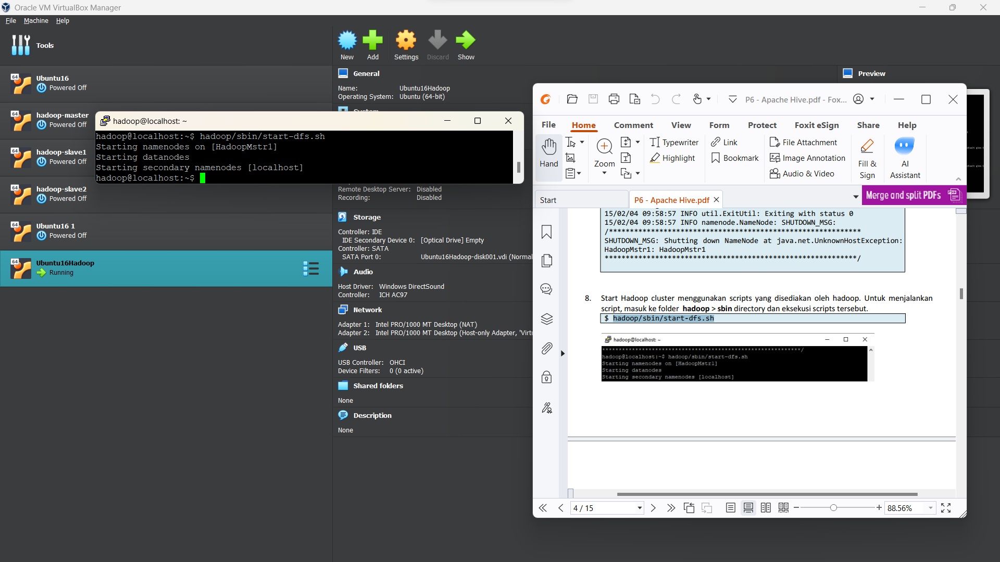 Oracle VM VirtualBox Manager
File Machine Help
Tools
New Add Settings Discard Show
64 Ubuntu16
Powered Off
64 hadoop-master
Powered Off
64 hadoop-slave1
Powered Off
64 hadoop-slave2
Powered Off
64 Ubuntu16 1
Powered Off
64 Ubuntu16Hadoop
Running
General
Name: Ubuntu16Hadoop
Operating System: Ubuntu (64-bit)
System
Preview
hadoop@localhost: ~
hadoop@localhost:~$ hadoop/sbin/start-dfs.sh
Starting namenodes on [HadoopMstr1]
Starting datanodes
Starting secondary namenodes [localhost]
hadoop@localhost:~$
Remote Desktop Server: Disabled
Recording: Disabled
Storage
Controller: IDE
IDE Secondary Device 0: [Optical Drive] Empty
Controller: SATA
SATA Port 0: Ubuntu16Hadoop-disk001.vdi (Normal
Audio
Host Driver: Windows DirectSound
Controller: ICH AC97
Network
Adapter 1: Intel PRO/1000 MT Desktop (NAT)
Adapter 2: Intel PRO/1000 MT Desktop (Host-only Adapter, 'Virtu
USB
USB Controller: OHCI
Device Filters: 0 (0 active)
Shared folders
None
Description
None
P6 - Apache Hive.pdf - Fox...
File Home Comment View Form Protect Foxit eSign Share Help
Hand
Zoom
Typewriter
Highlight
Link
Bookmark
File Attachment
Image Annotation
Audio & Video
Fill &
Sign
AI
Assistant
Start
P6 - Apache Hive.pdf
Merge and split PDFs
15/02/04 09:58:57 INFO util.ExitUtil: Exiting with status 0
15/02/04 09:58:57 INFO namenode.NameNode: SHUTDOWN_MSG:
/************************************************************
SHUTDOWN_MSG: Shutting down NameNode at java.net.UnknownHostException:
HadoopMstr1: HadoopMstr1
************************************************************/
8. Start Hadoop cluster menggunakan scripts yang disediakan oleh hadoop. Untuk menjalankan
script, masuk ke folder hadoop > sbin directory dan eksekusi scripts tersebut.
$ hadoop/sbin/start-dfs.sh
hadoop@localhost: ~
************************************************************/
hadoop@localhost:~$ hadoop/sbin/start-dfs.sh
Starting namenodes on [HadoopMstr1]
Starting datanodes
Starting secondary namenodes [localhost]
4 / 15
88.56%